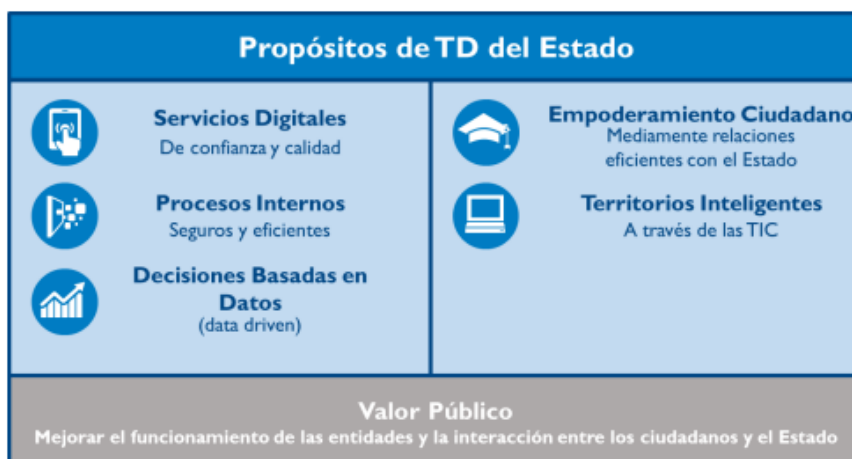 Propósitos de TD del Estado
Servicios Digitales
De confianza y calidad
Procesos Internos
Seguros y eficientes
Decisiones Basadas en
Datos
(data driven)
Empoderamiento Ciudadano
Mediamente relaciones
eficientes con el Estado
Territorios Inteligentes
A través de las TIC
Valor Público
Mejorar el funcionamiento de las entidades y la interacción entre los ciudadanos y el Estado